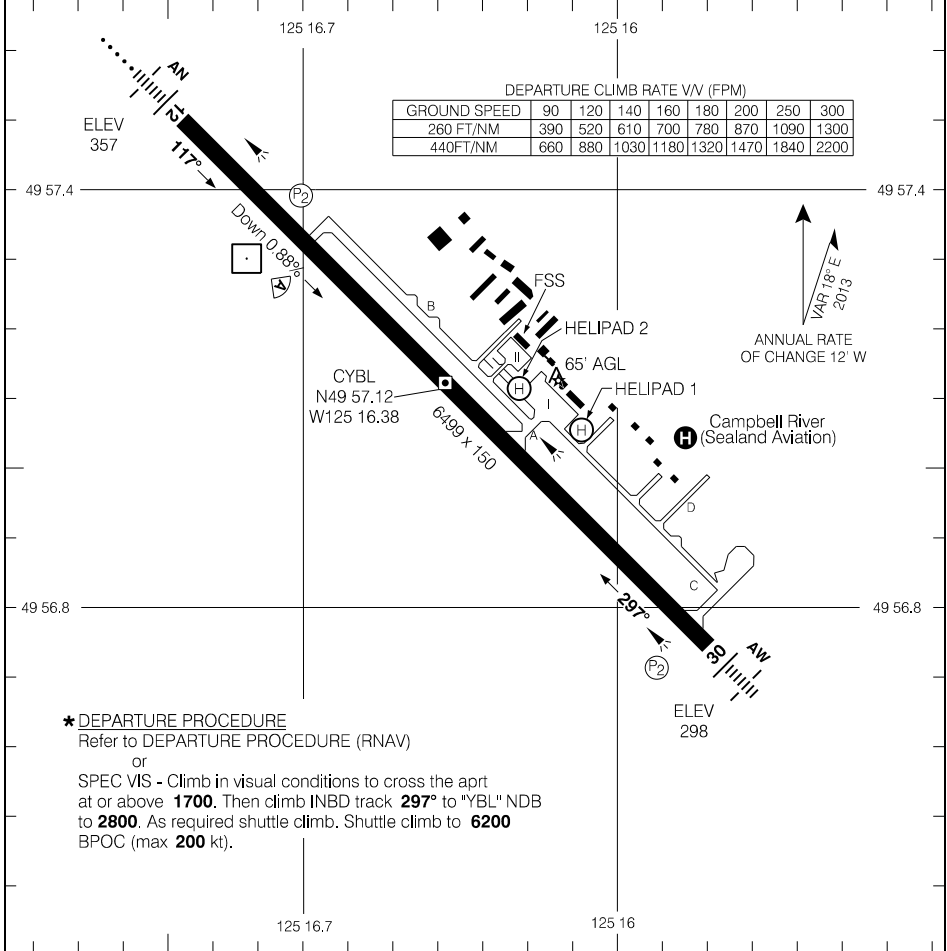 125 16.7
125 16
AN
12
ELEV
357
117°
DEPARTURE CLIMB RATE V/V (FPM)
GROUND SPEED 90 120 140 160 180 200 250 300
260 FT/NM 390 520 610 700 780 870 1090 1300
440FT/NM 660 880 1030 1180 1320 1470 1840 2200
49 57.4
49 57.4
P2
Down 0.88%
A
B
FSS
HELIPAD 2
II
65' AGL
VAR 18° E
2013
ANNUAL RATE
OF CHANGE 12' W
CYBL
N49 57.12
W125 16.38
H
I
HELIPAD 1
H
H
Campbell River
(Sealand Aviation)
6499 x 150
A
D
C
49 56.8
49 56.8
297°
P2
30
AW
ELEV
298
* DEPARTURE PROCEDURE
Refer to DEPARTURE PROCEDURE (RNAV)
or
SPEC VIS - Climb in visual conditions to cross the aprt
at or above 1700. Then climb INBD track 297° to "YBL" NDB
to 2800. As required shuttle climb. Shuttle climb to 6200
BPOC (max 200 kt).
125 16.7
125 16